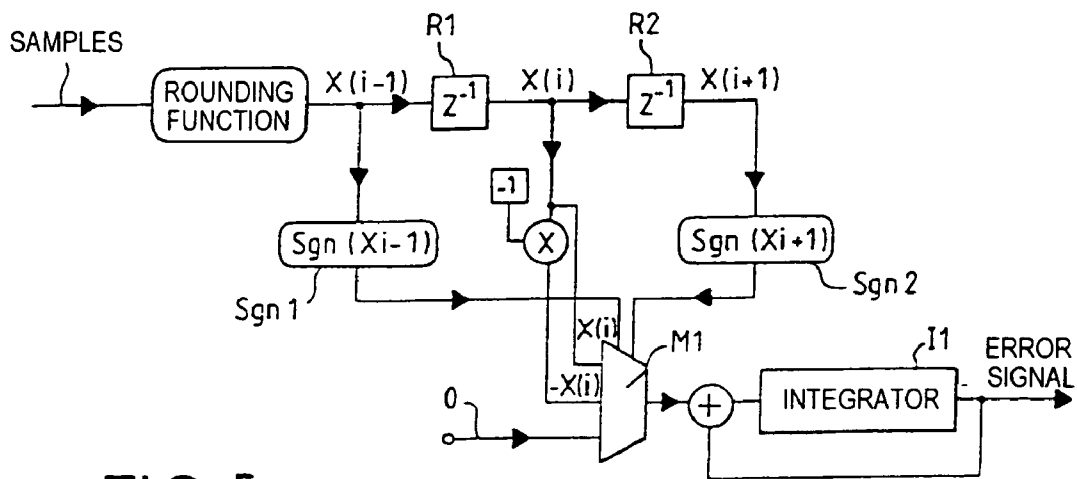 SAMPLES
R1
R2
ROUNDING
FUNCTION
X(i-1)
Z⁻¹
X(i)
Z⁻¹
X(i+1)
-1
X
Sgn (Xi-1)
Sgn (Xi+1)
Sgn 1
Sgn 2
X(i)
M1
-X(i)
I1
ERROR
SIGNAL
0
+
INTEGRATOR
-